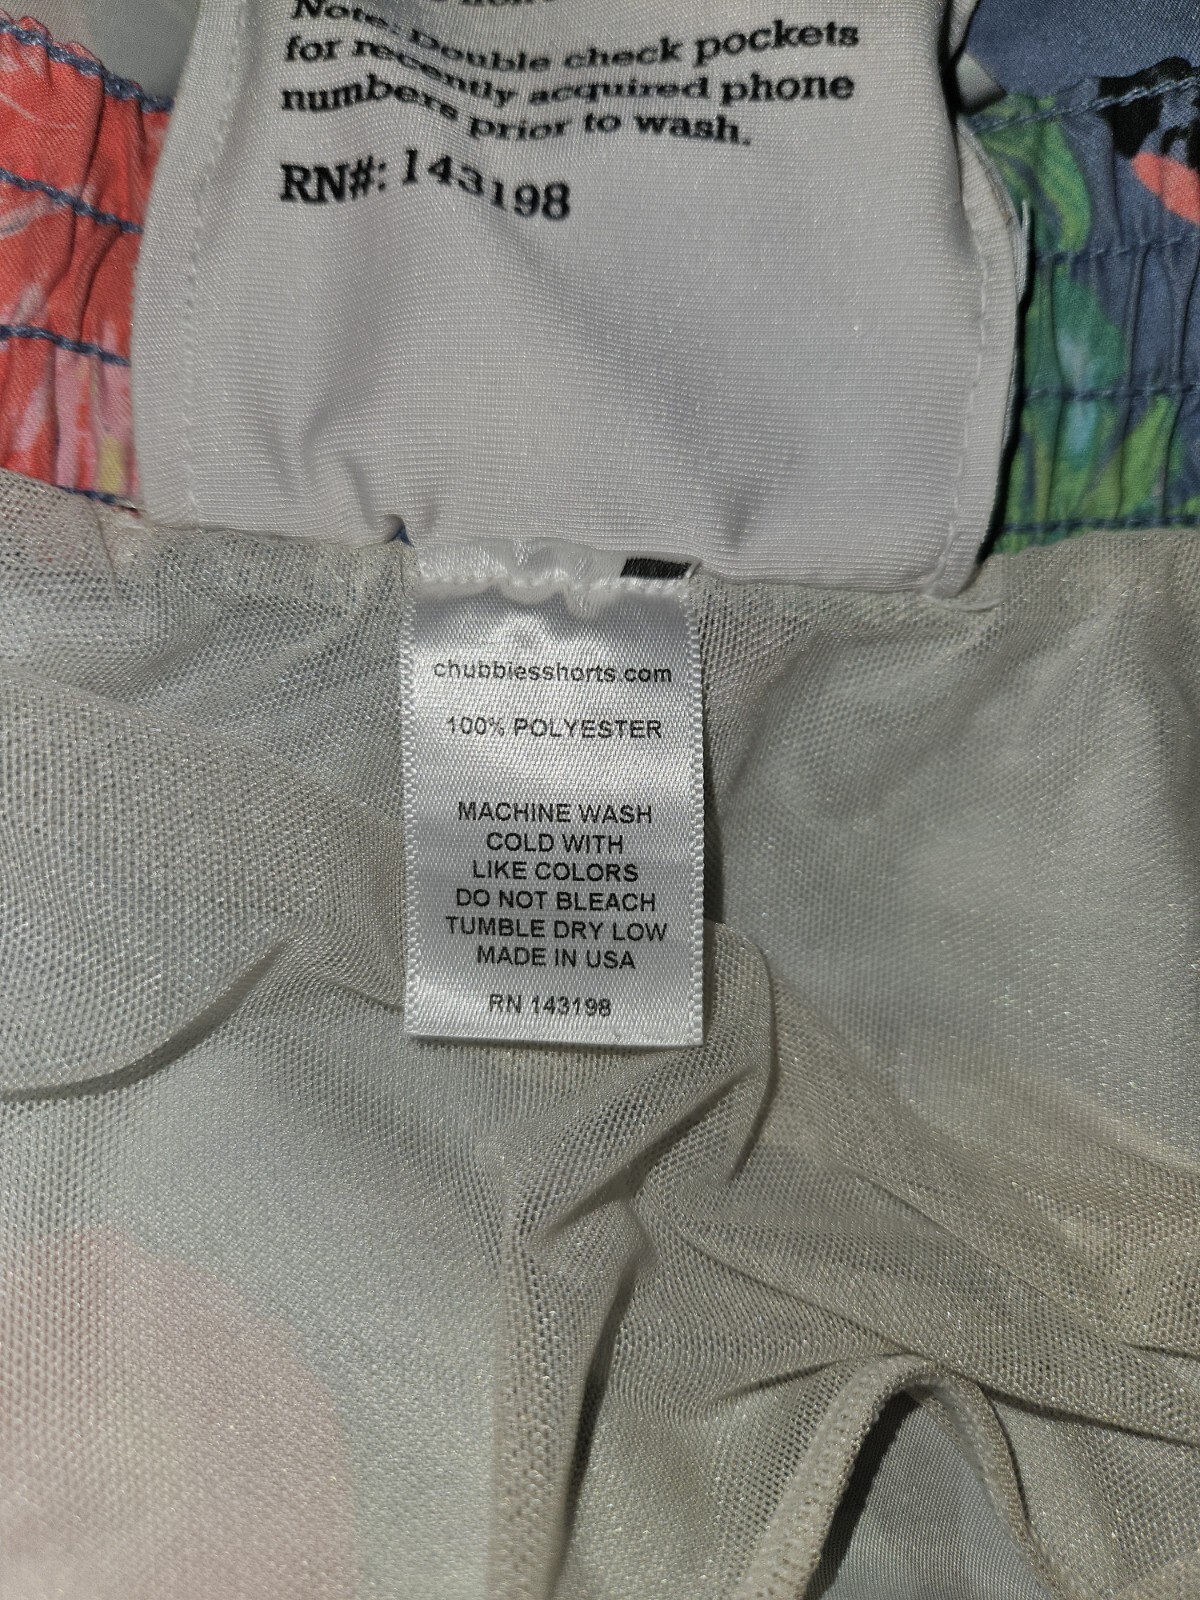 Note: Double check pockets
for recently acquired phone
numbers prior to wash.
RN#: 143198
chubbiesshorts.com
100% POLYESTER
MACHINE WASH
COLD WITH
LIKE COLORS
DO NOT BLEACH
TUMBLE DRY LOW
MADE IN USA
RN 143198